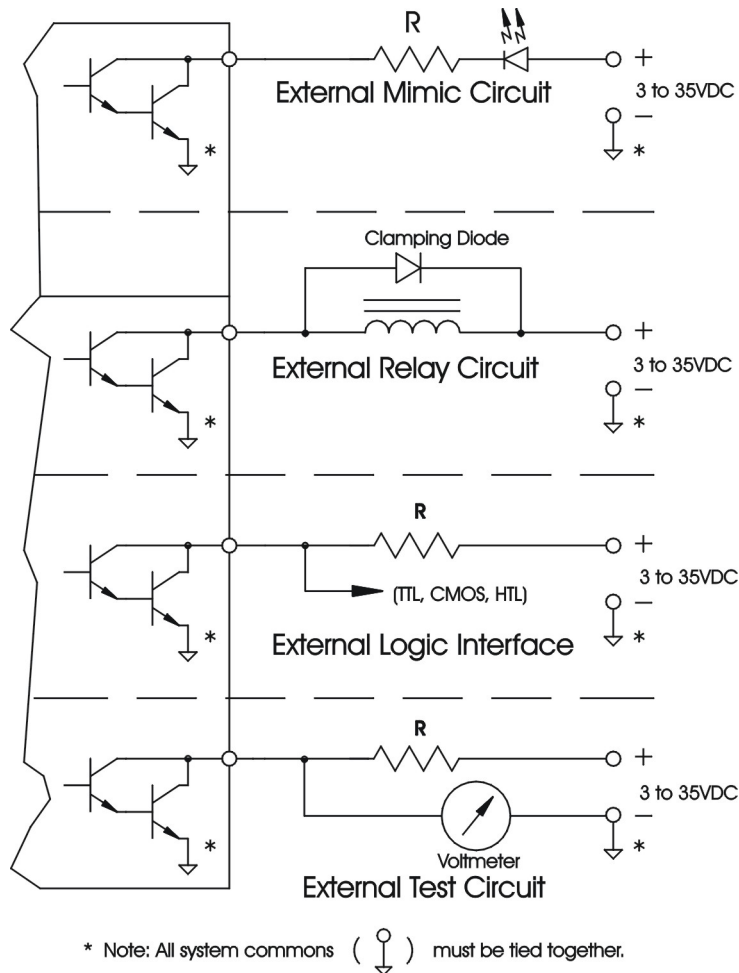 R
+
External Mimic Circuit
3 to 35VDC
−
*
*
Clamping Diode
+
External Relay Circuit
3 to 35VDC
−
*
*
R
+
(TTL, CMOS, HTL)
3 to 35VDC
−
*
External Logic Interface
*
R
+
3 to 35VDC
−
*
Voltmeter
*
External Test Circuit
* Note: All system commons ( ) must be tied together.